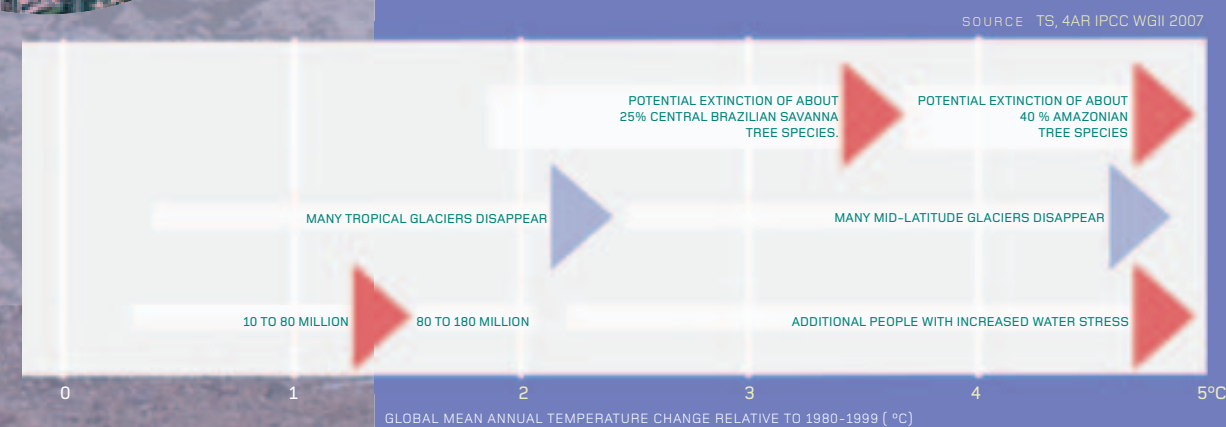 SOURCE TS, 4AR IPCC WGII 2007
POTENTIAL EXTINCTION OF ABOUT
25% CENTRAL BRAZILIAN SAVANNA
TREE SPECIES.
POTENTIAL EXTINCTION OF ABOUT
40 % AMAZONIAN
TREE SPECIES
MANY TROPICAL GLACIERS DISAPPEAR
MANY MID-LATITUDE GLACIERS DISAPPEAR
10 TO 80 MILLION
80 TO 180 MILLION
ADDITIONAL PEOPLE WITH INCREASED WATER STRESS
0 1 2 3 4 5°C
GLOBAL MEAN ANNUAL TEMPERATURE CHANGE RELATIVE TO 1980-1999 ( °C)